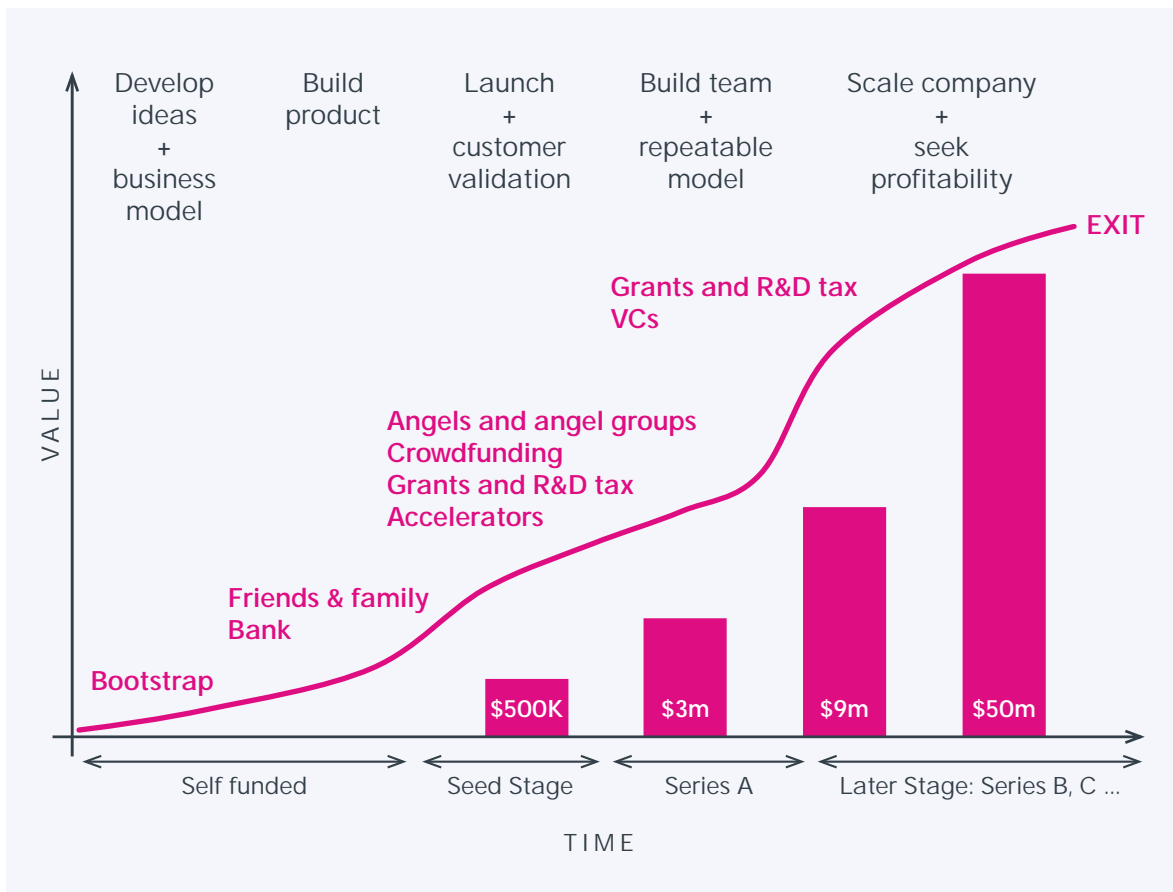 Develop
ideas
+
business
model
Build
product
Launch
+
customer
validation
Build team
+
repeatable
model
Scale company
+
seek
profitability
EXIT
Grants and R&D tax
VCs
Angels and angel groups
Crowdfunding
Grants and R&D tax
Accelerators
Friends & family
Bank
Bootstrap
VALUE
$500K
$3m
$9m
$50m
Self funded
Seed Stage
Series A
Later Stage: Series B, C ...
TIME